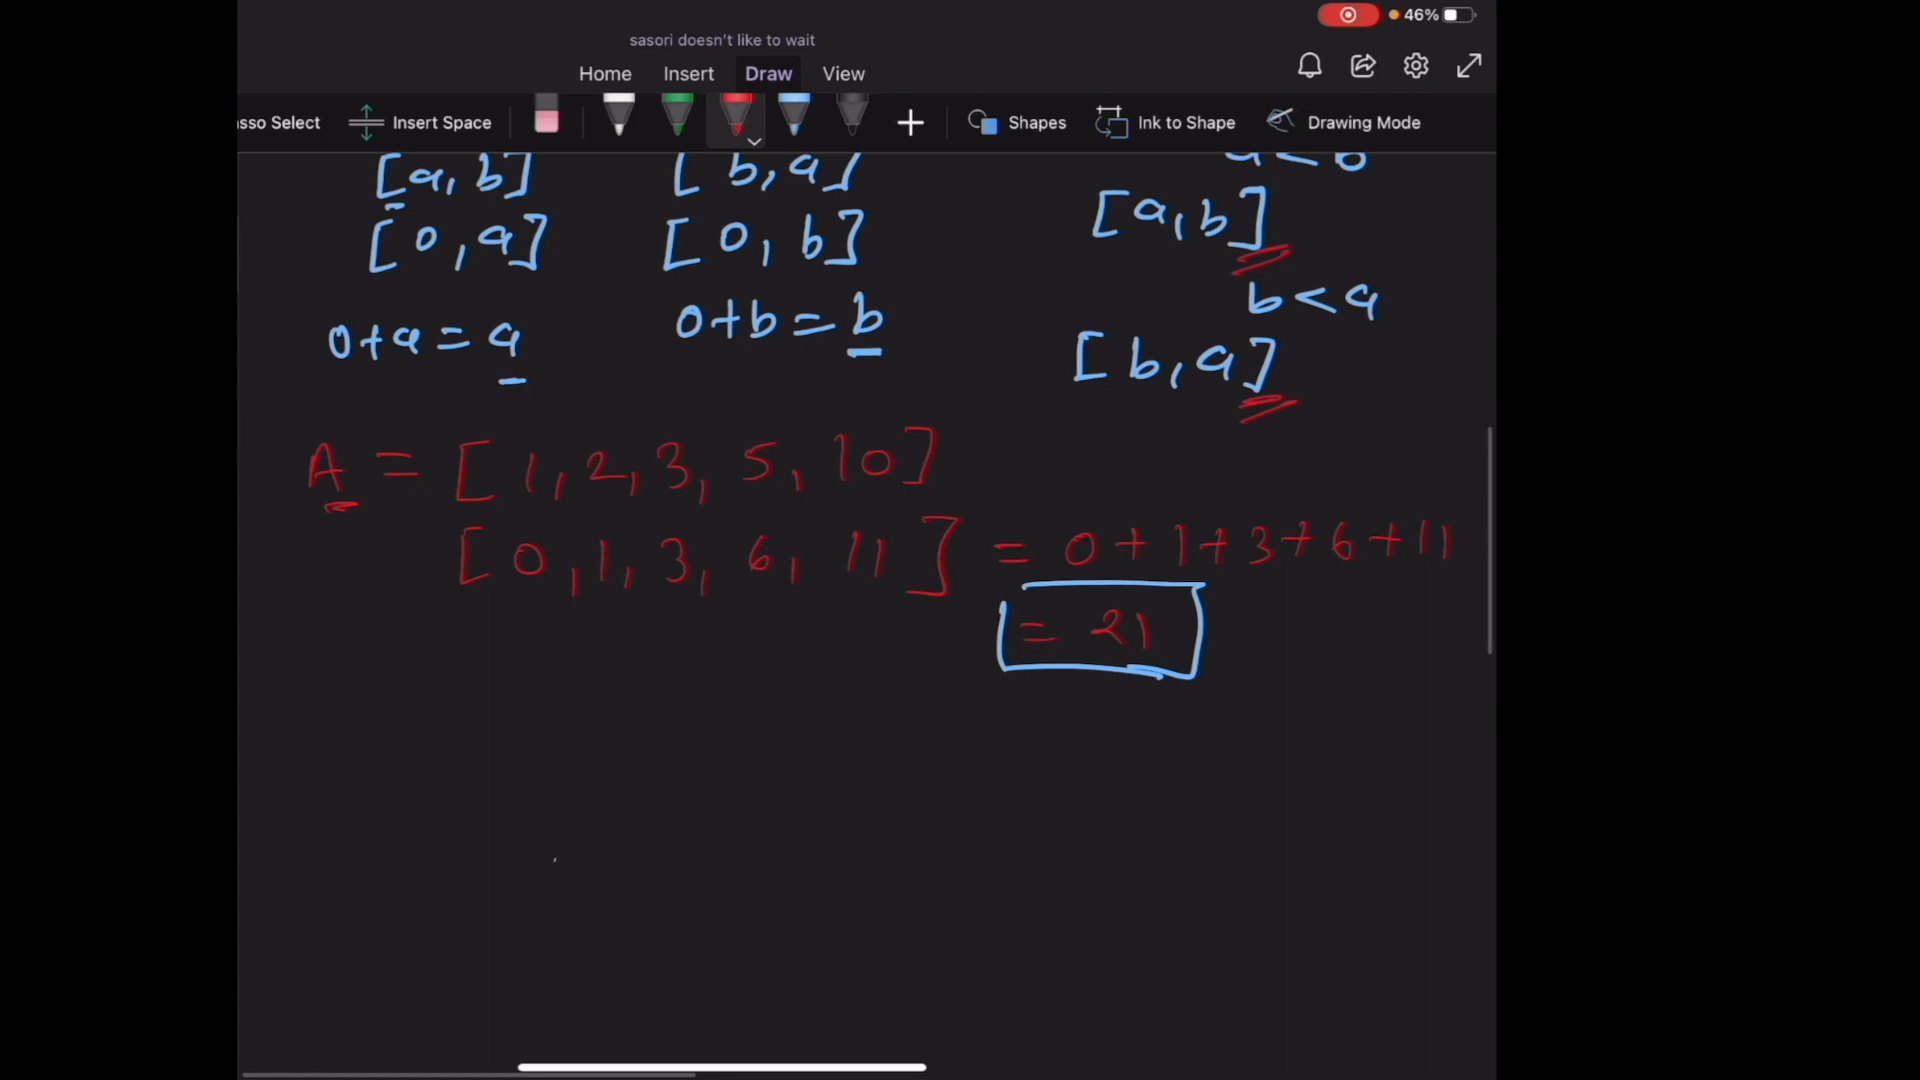 46%
sasori doesn't like to wait
Home Insert Draw View
asso Select Insert Space Shapes Ink to Shape Drawing Mode
a < b
[a, b] [b, a]
[a, b]
[0, a] [0, b]
b < a
0+a = a 0+b = b
[b, a]
A = [1, 2, 3, 5, 10]
[0, 1, 3, 6, 11] = 0 + 1 + 3 + 6 + 11
= 21